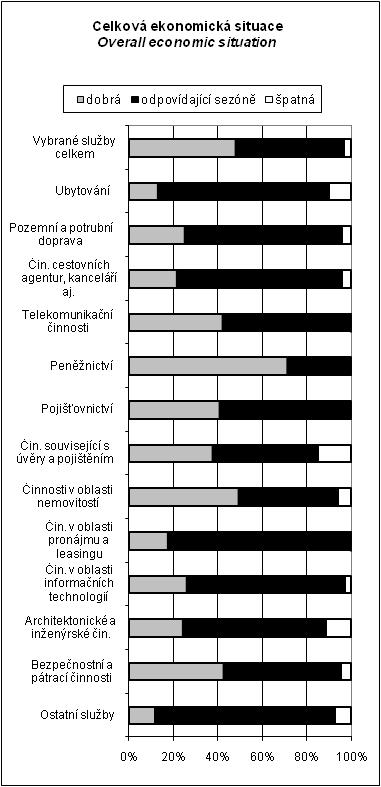 Celková ekonomická situace
Overall economic situation
dobrá odpovídající sezóně špatná
Vybrané služby
celkem
Ubytování
Pozemní a potrubní
doprava
Čin. cestovních
agentur, kanceláří
aj.
Telekomunikační
činnosti
Peněžnictví
Pojišťovnictví
Čin. související s
úvěry a pojištěním
Činnosti v oblasti
nemovitostí
Čin. v oblasti
pronájmu a
leasingu
Čin. v oblasti
informačních
technologií
Architektonické a
inženýrské čin.
Bezpečnostní a
pátrací činnosti
Ostatní služby
0% 20% 40% 60% 80% 100%